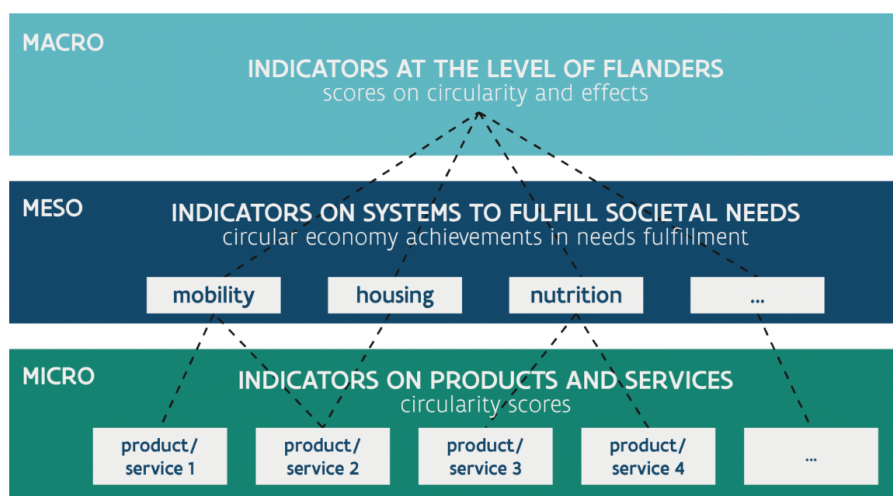 MACRO
INDICATORS AT THE LEVEL OF FLANDERS
scores on circularity and effects
MESO
INDICATORS ON SYSTEMS TO FULFILL SOCIETAL NEEDS
circular economy achievements in needs fulfillment
mobility
housing
nutrition
...
MICRO
INDICATORS ON PRODUCTS AND SERVICES
circularity scores
product/
service 1
product/
service 2
product/
service 3
product/
service 4
...